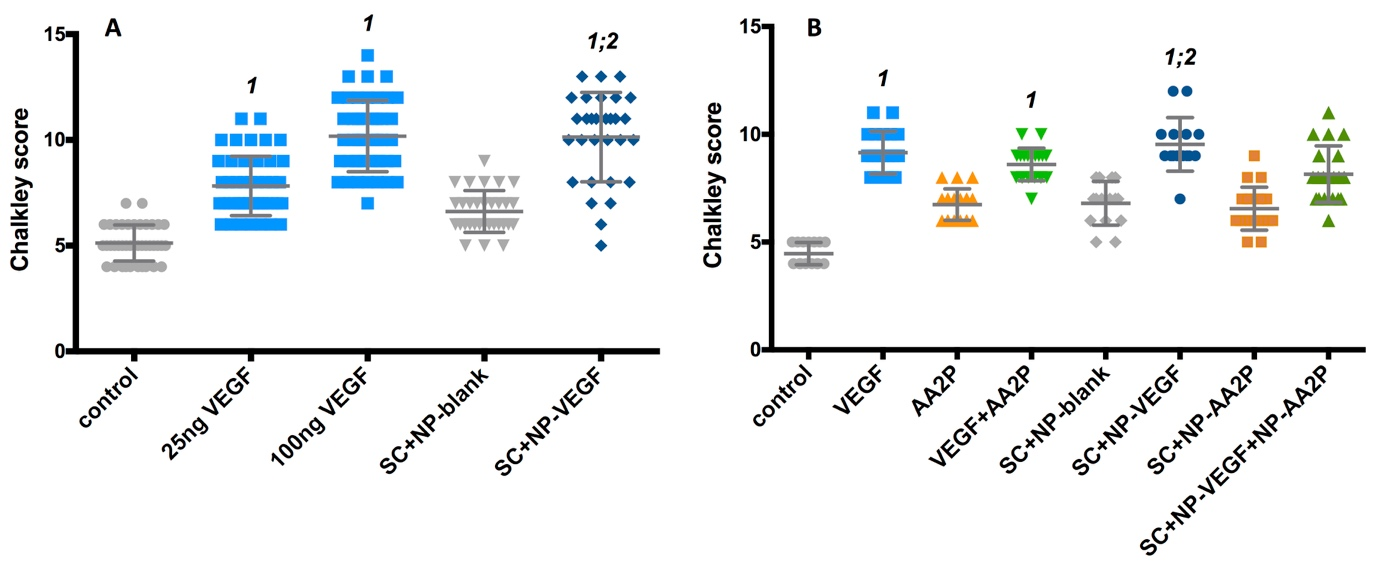 A
Chalkley score
15
10
5
0
1
1
1;2
control
25ng VEGF
100ng VEGF
SC+NP-blank
SC+NP-VEGF
B
Chalkley score
15
10
5
0
1
1
1;2
control
VEGF
AA2P
VEGF+AA2P
SC+NP-blank
SC+NP-VEGF
SC+NP-AA2P
SC+NP-VEGF+NP-AA2P